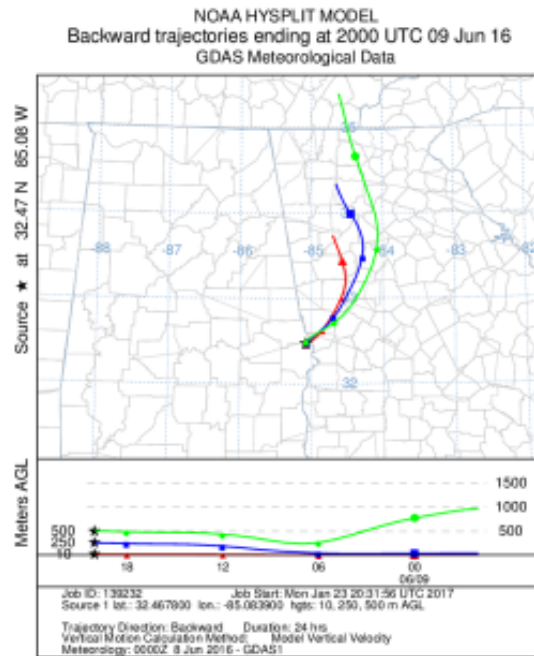 NOAA HYSPLIT MODEL
Backward trajectories ending at 2000 UTC 09 Jun 16
GDAS Meteorological Data
Source ★ at 32.47 N 85.08 W
35
-88 -87 -86 -85 -84 -83
32
Meters AGL
1500
1000
500 500
250
10
18 12 06 00
06/09
Job ID: 139232 Job Start: Mon Jan 23 20:31:56 UTC 2017
Source 1 lat.: 32.467800 lon.: -85.083900 hgts: 10, 250, 500 m AGL
Trajectory Direction: Backward Duration: 24 hrs
Vertical Motion Calculation Method: Model Vertical Velocity
Meteorology: 0000Z 8 Jun 2016 - GDAS1